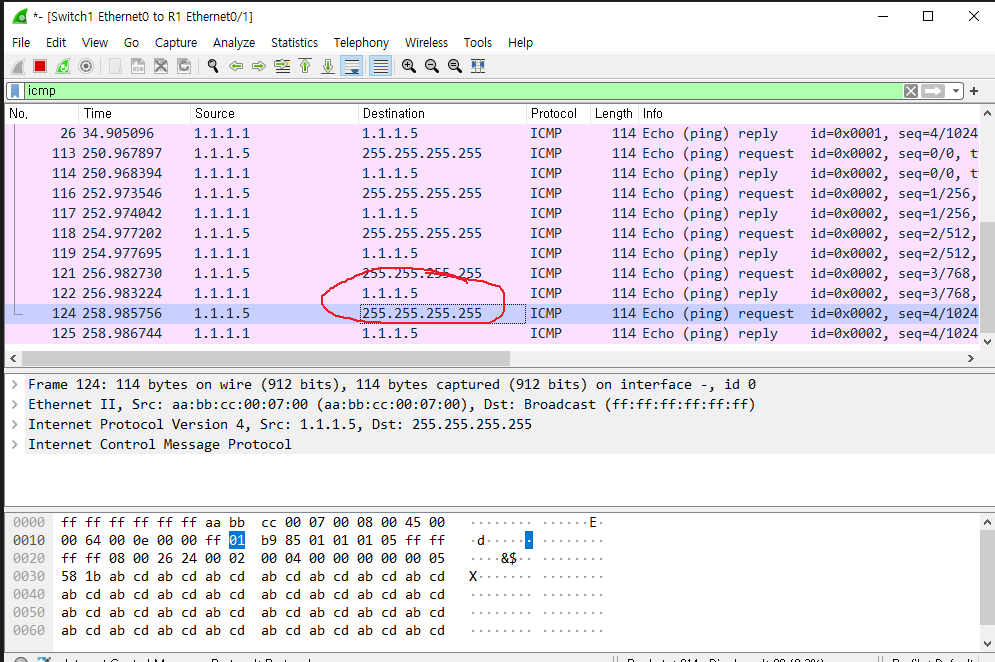 *- [Switch1 Ethernet0 to R1 Ethernet0/1]
File Edit View Go Capture Analyze Statistics Telephony Wireless Tools Help
icmp
No. Time Source Destination Protocol Length Info
26 34.905096 1.1.1.1 1.1.1.5 ICMP 114 Echo (ping) reply id=0x0001, seq=4/1024
113 250.967897 1.1.1.5 255.255.255.255 ICMP 114 Echo (ping) request id=0x0002, seq=0/0, t
114 250.968394 1.1.1.1 1.1.1.5 ICMP 114 Echo (ping) reply id=0x0002, seq=0/0, t
116 252.973546 1.1.1.5 255.255.255.255 ICMP 114 Echo (ping) request id=0x0002, seq=1/256,
117 252.974042 1.1.1.1 1.1.1.5 ICMP 114 Echo (ping) reply id=0x0002, seq=1/256,
118 254.977202 1.1.1.5 255.255.255.255 ICMP 114 Echo (ping) request id=0x0002, seq=2/512,
119 254.977695 1.1.1.1 1.1.1.5 ICMP 114 Echo (ping) reply id=0x0002, seq=2/512,
121 256.982730 1.1.1.5 255.255.255.255 ICMP 114 Echo (ping) request id=0x0002, seq=3/768,
122 256.983224 1.1.1.1 1.1.1.5 ICMP 114 Echo (ping) reply id=0x0002, seq=3/768,
124 258.985756 1.1.1.5 255.255.255.255 ICMP 114 Echo (ping) request id=0x0002, seq=4/1024
125 258.986744 1.1.1.1 1.1.1.5 ICMP 114 Echo (ping) reply id=0x0002, seq=4/1024
Frame 124: 114 bytes on wire (912 bits), 114 bytes captured (912 bits) on interface -, id 0
Ethernet II, Src: aa:bb:cc:00:07:00 (aa:bb:cc:00:07:00), Dst: Broadcast (ff:ff:ff:ff:ff:ff)
Internet Protocol Version 4, Src: 1.1.1.5, Dst: 255.255.255.255
Internet Control Message Protocol
0000 ff ff ff ff ff ff aa bb cc 00 07 00 08 00 45 00 ········ ······E·
0010 00 64 00 0e 00 00 ff 01 b9 85 01 01 01 05 ff ff ·d······ ········
0020 ff ff 08 00 26 24 00 02 00 04 00 00 00 00 00 05 ····&$·· ········
0030 58 1b ab cd ab cd ab cd ab cd ab cd ab cd ab cd X······· ········
0040 ab cd ab cd ab cd ab cd ab cd ab cd ab cd ab cd ········ ········
0050 ab cd ab cd ab cd ab cd ab cd ab cd ab cd ab cd ········ ········
0060 ab cd ab cd ab cd ab cd ab cd ab cd ab cd ab cd ········ ········